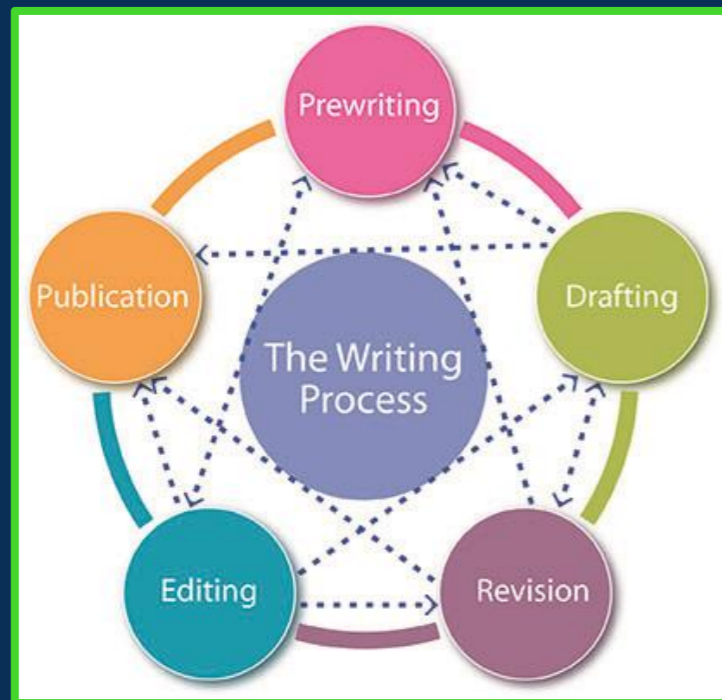 Prewriting
Publication
Drafting
The Writing
Process
Editing
Revision